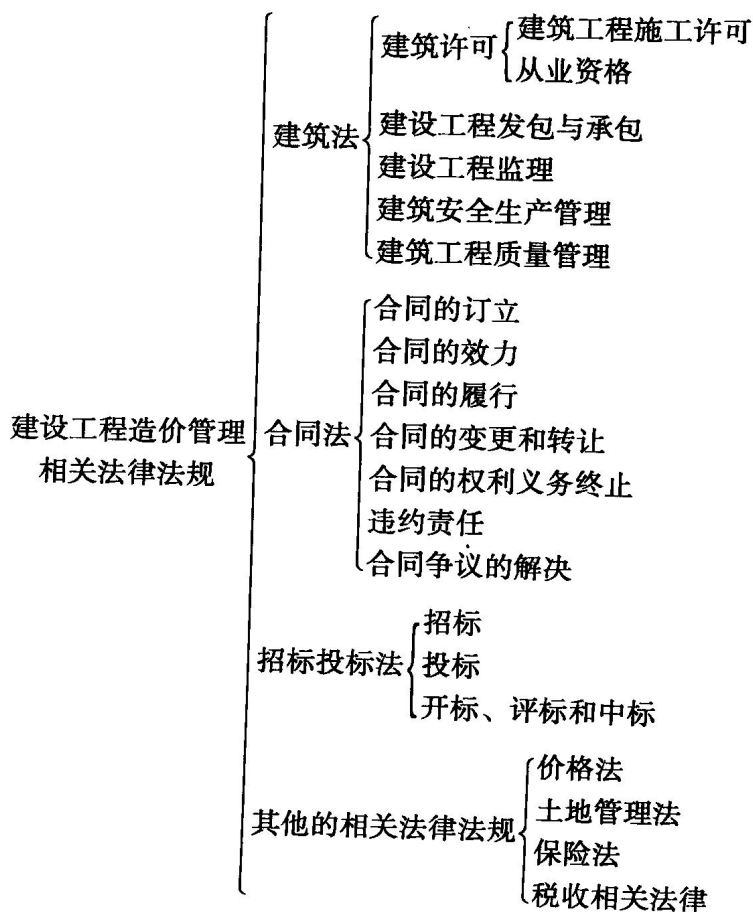 建设工程造价管理
相关法律法规
建筑法
建筑许可
建筑工程施工许可
从业资格
建设工程发包与承包
建设工程监理
建筑安全生产管理
建筑工程质量管理
合同法
合同的订立
合同的效力
合同的履行
合同的变更和转让
合同的权利义务终止
违约责任
合同争议的解决
招标投标法
招标
投标
开标、评标和中标
其他的相关法律法规
价格法
土地管理法
保险法
税收相关法律